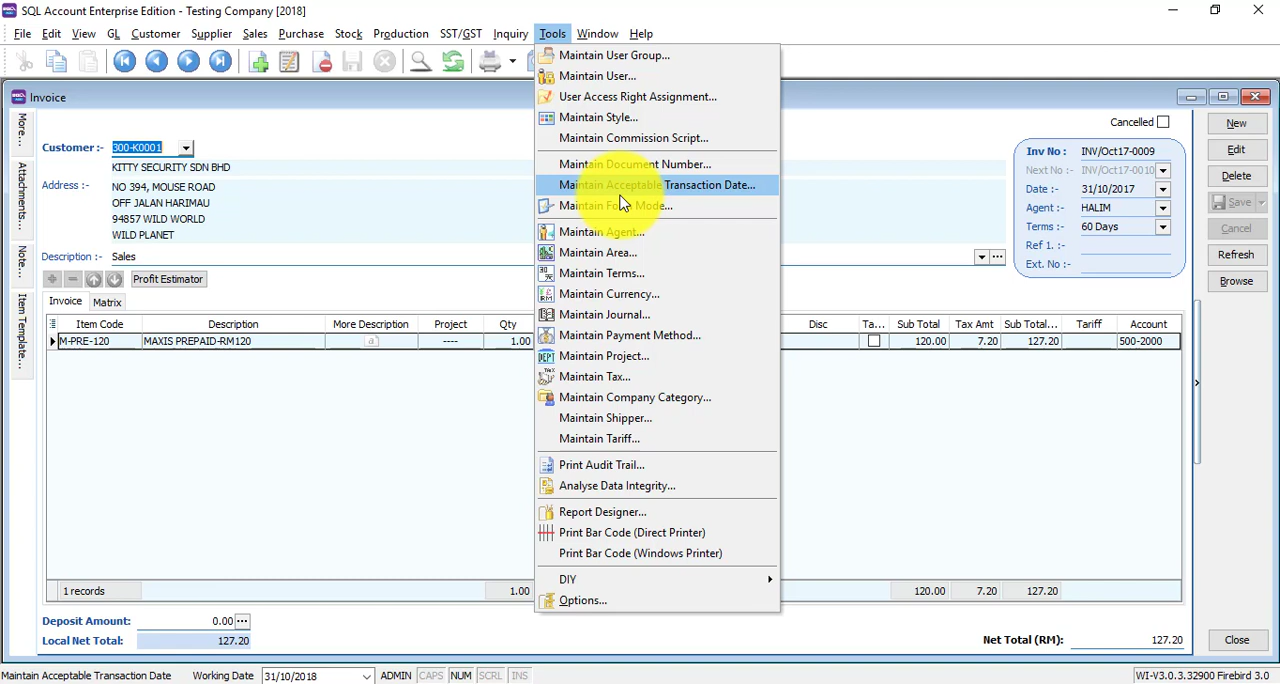 SQL Account Enterprise Edition - Testing Company [2018]
File Edit View GL Customer Supplier Sales Purchase Stock Production SST/GST Inquiry Tools Window Help
Invoice
More...
Attachments...
Note...
Item Template...
Cancelled
Customer :- 300-K0001
KITTY SECURITY SDN BHD
Address :- NO 394, MOUSE ROAD
OFF JALAN HARIMAU
94857 WILD WORLD
WILD PLANET
Description :- Sales
Inv No : INV/Oct17-0009
Next No :- INV/Oct17-0010
Date :- 31/10/2017
Agent :- HALIM
Terms :- 60 Days
Ref 1. :-
Ext. No :-
New
Edit
Delete
Save
Cancel
Refresh
Browse
Profit Estimator
Invoice Matrix
Item Code Description More Description Project Qty Disc Ta... Sub Total Tax Amt Sub Total... Tariff Account
M-PRE-120 MAXIS PREPAID-RM120 ---- 1.00 120.00 7.20 127.20 500-2000
Maintain User Group...
Maintain User...
User Access Right Assignment...
Maintain Style...
Maintain Commission Script...
Maintain Document Number...
Maintain Acceptable Transaction Date...
Maintain Form Mode...
Maintain Agent...
Maintain Area...
Maintain Terms...
Maintain Currency...
Maintain Journal...
Maintain Payment Method...
Maintain Project...
Maintain Tax...
Maintain Company Category...
Maintain Shipper...
Maintain Tariff...
Print Audit Trail...
Analyse Data Integrity...
Report Designer...
Print Bar Code (Direct Printer)
Print Bar Code (Windows Printer)
DIY
Options...
1 records 1.00 120.00 7.20 127.20
Deposit Amount: 0.00
Local Net Total: 127.20
Net Total (RM): 127.20
Close
Maintain Acceptable Transaction Date Working Date 31/10/2018 ADMIN CAPS NUM SCRL INS WI-V3.0.3.32900 Firebird 3.0